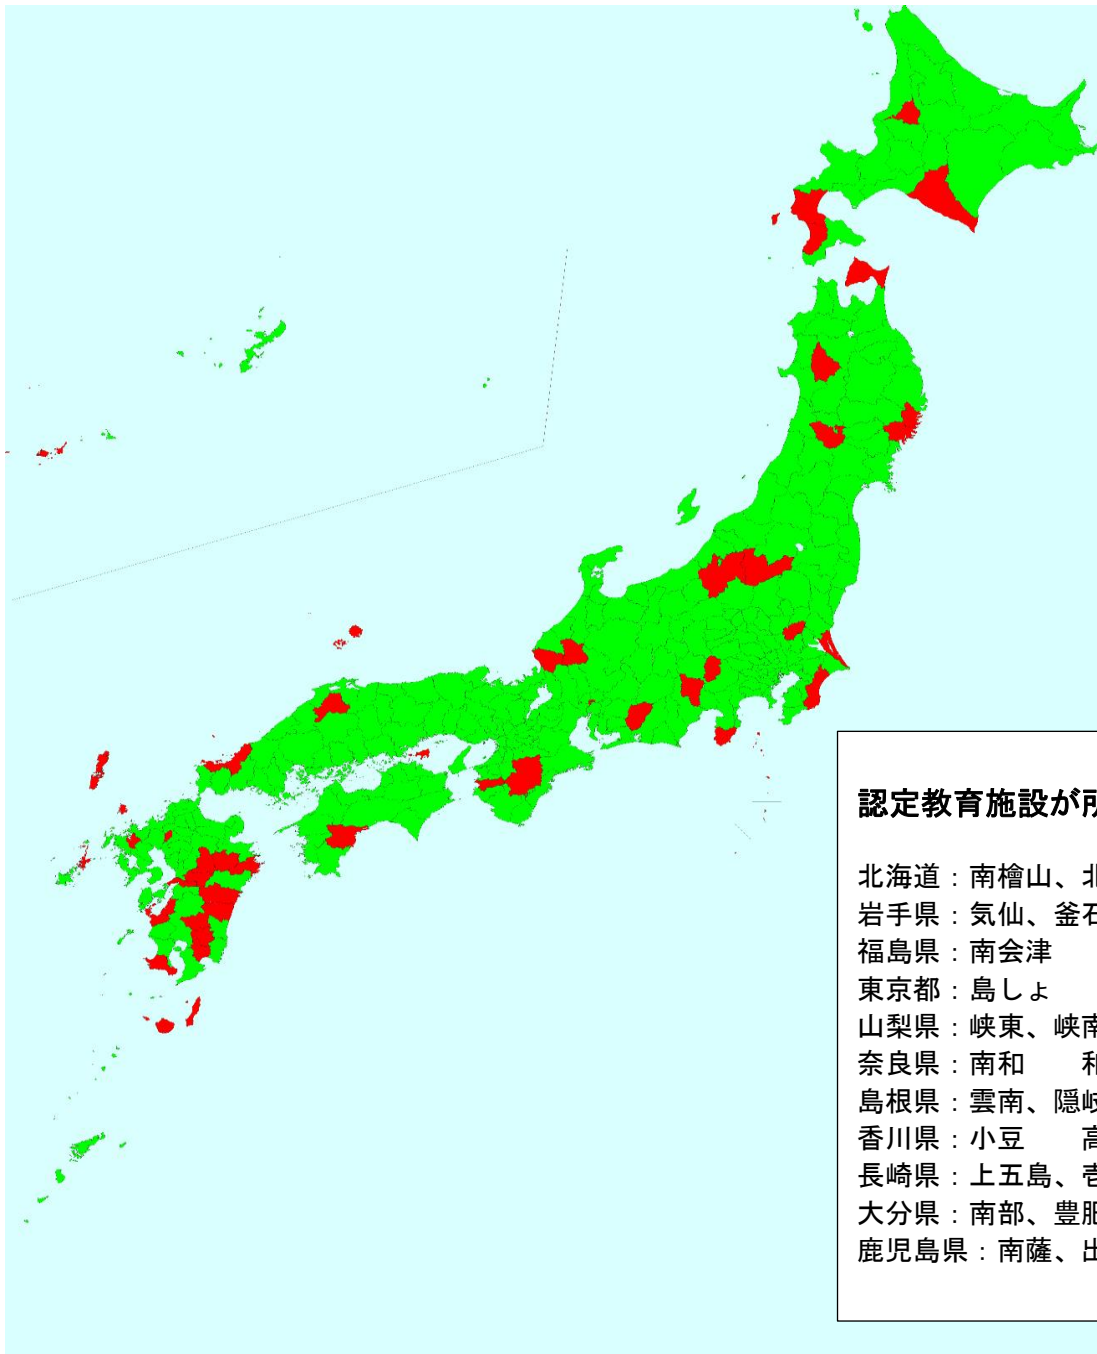 認定教育施設が所
北海道：南檜山、北
岩手県：気仙、釜石
福島県：南会津
東京都：島しょ
山梨県：峡東、峡南
奈良県：南和　　和
島根県：雲南、隠岐
香川県：小豆　　高
長崎県：上五島、壱
大分県：南部、豊肥
鹿児島県：南薩、出